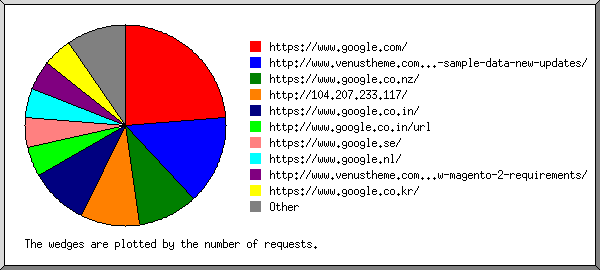 https://www.google.com/
http://www.venustheme.com...-sample-data-new-updates/
https://www.google.co.nz/
http://104.207.233.117/
https://www.google.co.in/
http://www.google.co.in/url
https://www.google.se/
https://www.google.nl/
http://www.venustheme.com...w-magento-2-requirements/
https://www.google.co.kr/
Other
The wedges are plotted by the number of requests.